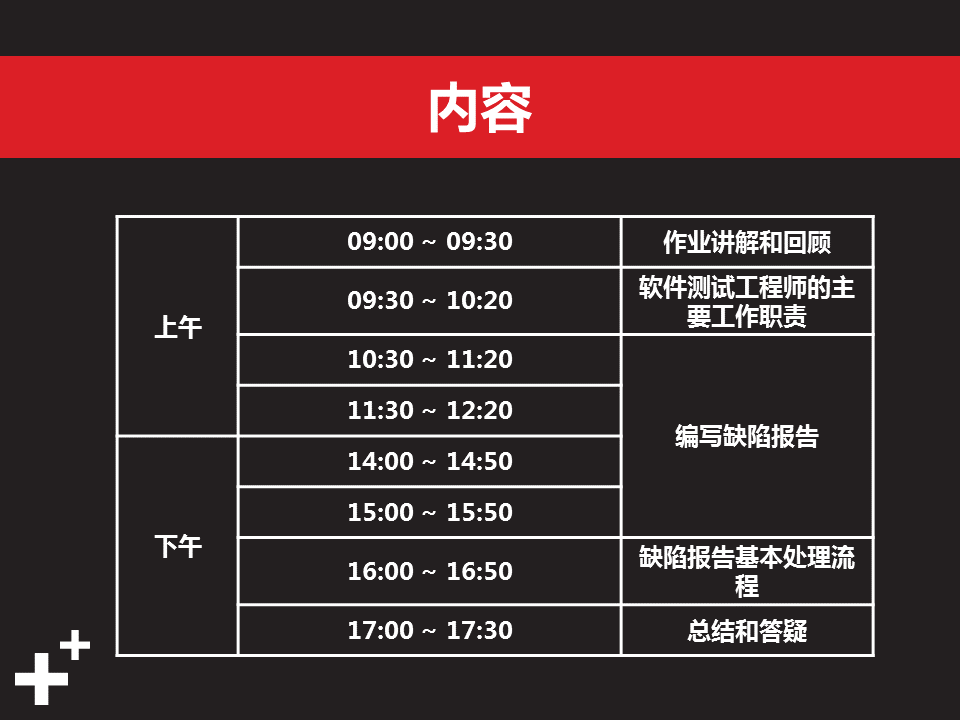 内容
上午
09:00 ~ 09:30
作业讲解和回顾
09:30 ~ 10:20
软件测试工程师的主
要工作职责
10:30 ~ 11:20
11:30 ~ 12:20
编写缺陷报告
下午
14:00 ~ 14:50
15:00 ~ 15:50
16:00 ~ 16:50
缺陷报告基本处理流
程
17:00 ~ 17:30
总结和答疑